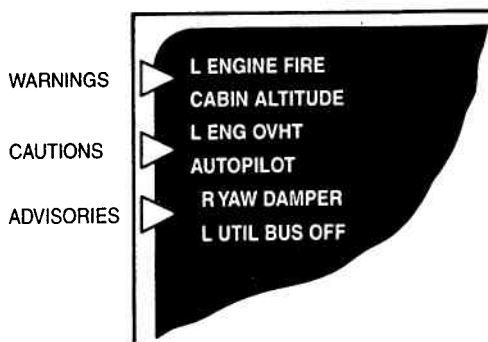 WARNINGS
L ENGINE FIRE
CABIN ALTITUDE
CAUTIONS
L ENG OVHT
AUTOPILOT
ADVISORIES
R YAW DAMPER
L UTIL BUS OFF